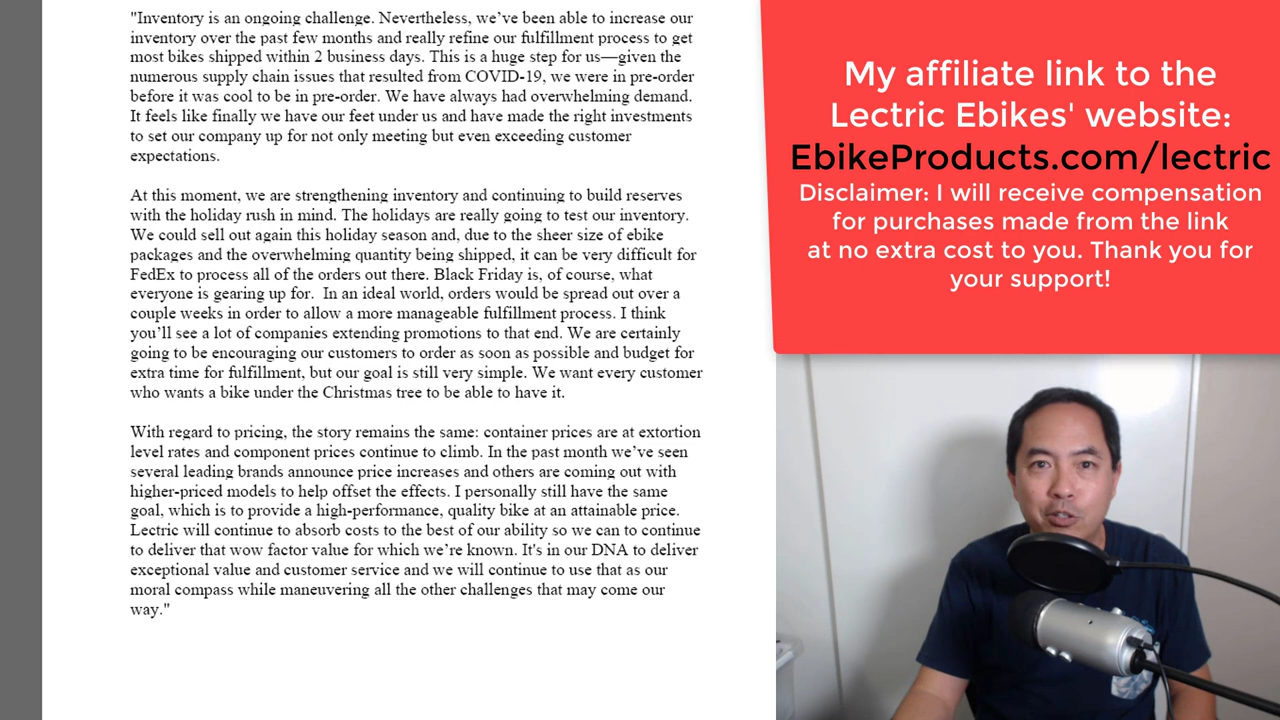 "Inventory is an ongoing challenge. Nevertheless, we've been able to increase our
inventory over the past few months and really refine our fulfillment process to get
most bikes shipped within 2 business days. This is a huge step for us—given the
numerous supply chain issues that resulted from COVID-19, we were in pre-order
before it was cool to be in pre-order. We have always had overwhelming demand.
It feels like finally we have our feet under us and have made the right investments
to set our company up for not only meeting but even exceeding customer
expectations.
At this moment, we are strengthening inventory and continuing to build reserves
with the holiday rush in mind. The holidays are really going to test our inventory.
We could sell out again this holiday season and, due to the sheer size of ebike
packages and the overwhelming quantity being shipped, it can be very difficult for
FedEx to process all of the orders out there. Black Friday is, of course, what
everyone is gearing up for.  In an ideal world, orders would be spread out over a
couple weeks in order to allow a more manageable fulfillment process. I think
you'll see a lot of companies extending promotions to that end. We are certainly
going to be encouraging our customers to order as soon as possible and budget for
extra time for fulfillment, but our goal is still very simple. We want every customer
who wants a bike under the Christmas tree to be able to have it.
With regard to pricing, the story remains the same: container prices are at extortion
level rates and component prices continue to climb. In the past month we've seen
several leading brands announce price increases and others are coming out with
higher-priced models to help offset the effects. I personally still have the same
goal, which is to provide a high-performance, quality bike at an attainable price.
Lectric will continue to absorb costs to the best of our ability so we can to continue
to deliver that wow factor value for which we're known. It's in our DNA to deliver
exceptional value and customer service and we will continue to use that as our
moral compass while maneuvering all the other challenges that may come our
way."
My affiliate link to the
Lectric Ebikes' website:
EbikeProducts.com/lectric
Disclaimer: I will receive compensation
for purchases made from the link
at no extra cost to you. Thank you for
your support!